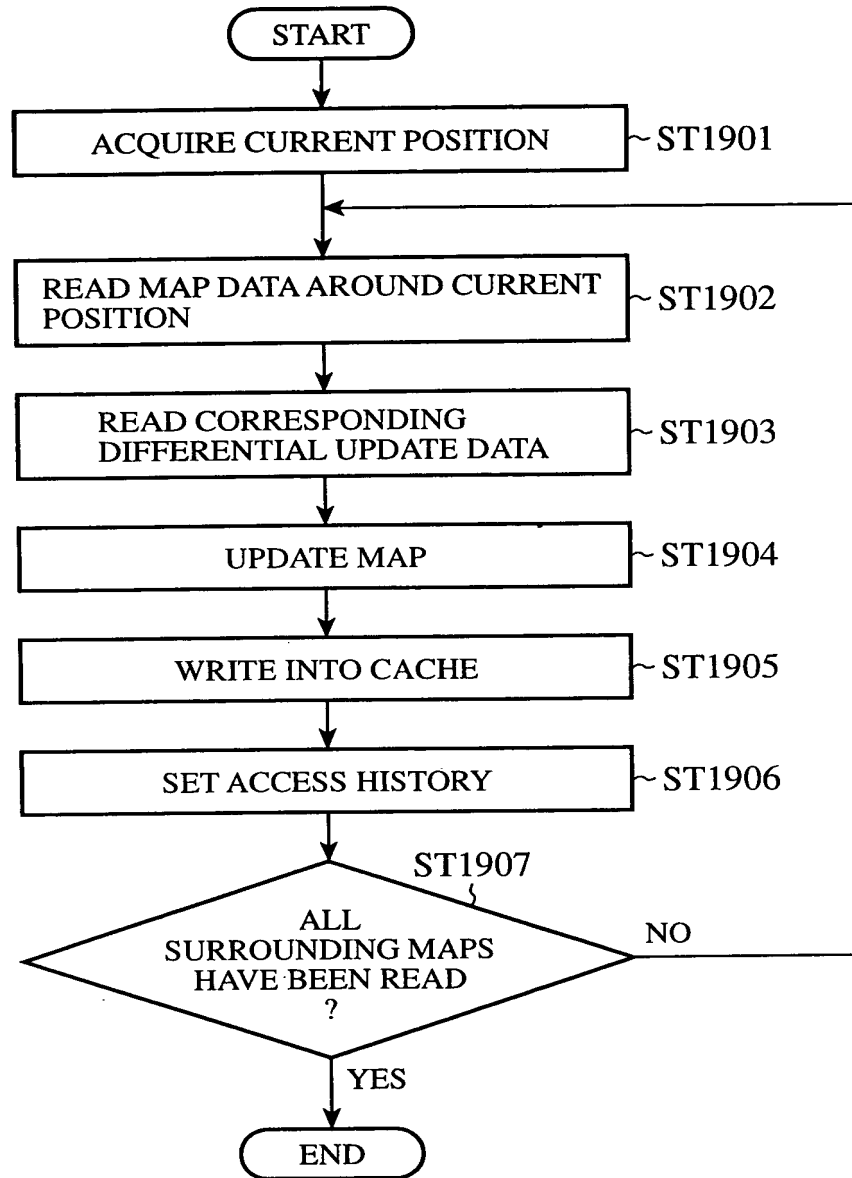 START
ACQUIRE CURRENT POSITION
ST1901
READ MAP DATA AROUND CURRENT
POSITION
ST1902
READ CORRESPONDING
DIFFERENTIAL UPDATE DATA
ST1903
UPDATE MAP
ST1904
WRITE INTO CACHE
ST1905
SET ACCESS HISTORY
ST1906
ST1907
ALL
SURROUNDING MAPS
HAVE BEEN READ
?
NO
YES
END